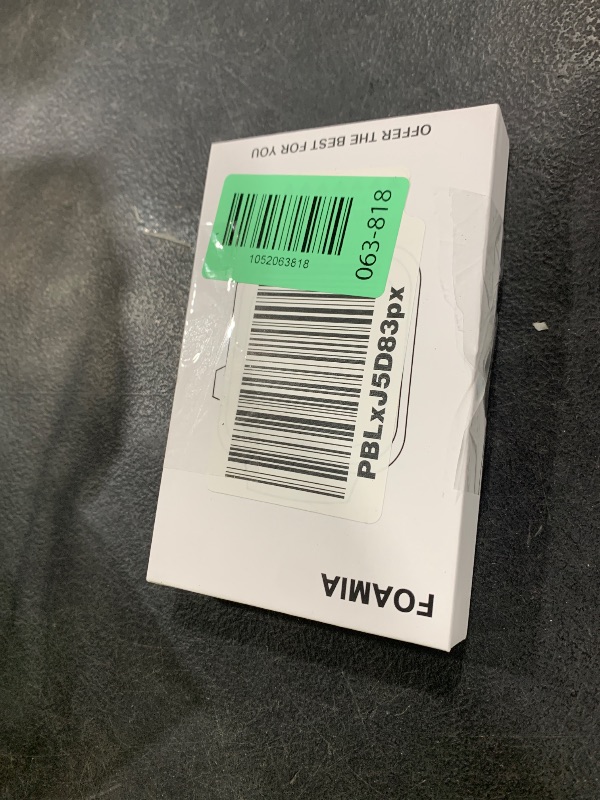 OFFER THE BEST FOR YOU
063-818
1052063818
PBLxJ5D83px
FOAMIA